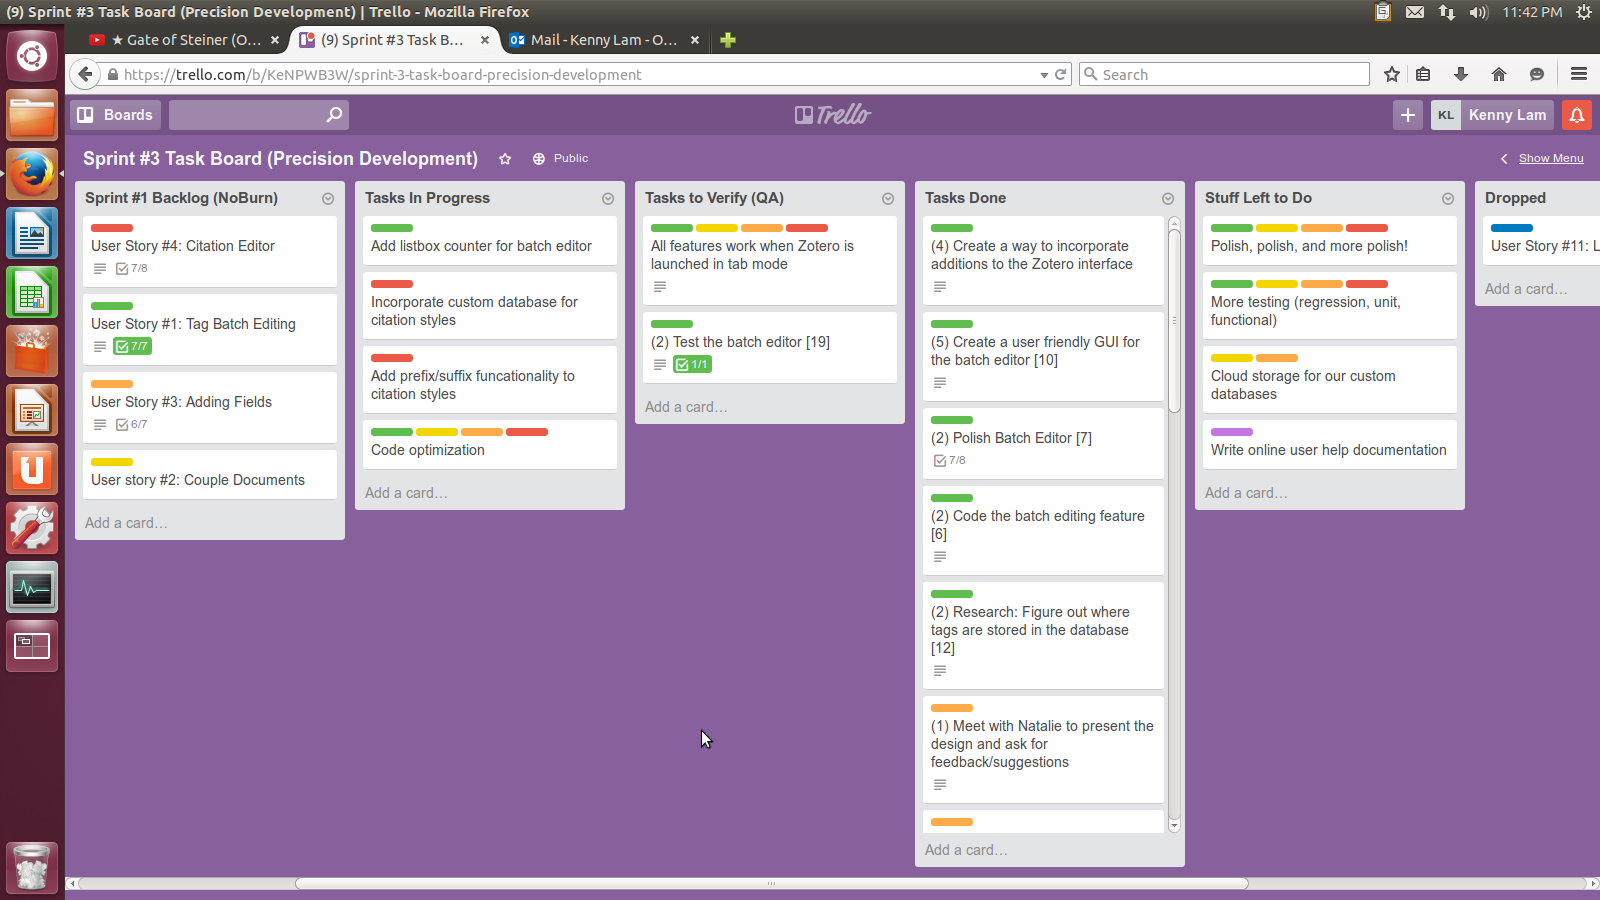 (9) Sprint #3 Task Board (Precision Development) | Trello - Mozilla Firefox
11:42 PM
★ Gate of Steiner (O...
(9) Sprint #3 Task B...
Mail - Kenny Lam - O...
https://trello.com/b/KeNPWB3W/sprint-3-task-board-precision-development
Search
Boards
Trello
KL
Kenny Lam
Sprint #3 Task Board (Precision Development)
Public
Show Menu
Sprint #1 Backlog (NoBurn)
User Story #4: Citation Editor
7/8
User Story #1: Tag Batch Editing
7/7
User Story #3: Adding Fields
6/7
User story #2: Couple Documents
Add a card…
Tasks In Progress
Add listbox counter for batch editor
Incorporate custom database for
citation styles
Add prefix/suffix funcationality to
citation styles
Code optimization
Add a card…
Tasks to Verify (QA)
All features work when Zotero is
launched in tab mode
(2) Test the batch editor [19]
1/1
Add a card…
Tasks Done
(4) Create a way to incorporate
additions to the Zotero interface
(5) Create a user friendly GUI for
the batch editor [10]
(2) Polish Batch Editor [7]
7/8
(2) Code the batch editing feature
[6]
(2) Research: Figure out where
tags are stored in the database
[12]
(1) Meet with Natalie to present the
design and ask for
feedback/suggestions
Add a card…
Stuff Left to Do
Polish, polish, and more polish!
More testing (regression, unit,
functional)
Cloud storage for our custom
databases
Write online user help documentation
Add a card…
Dropped
User Story #11: L
Add a card…